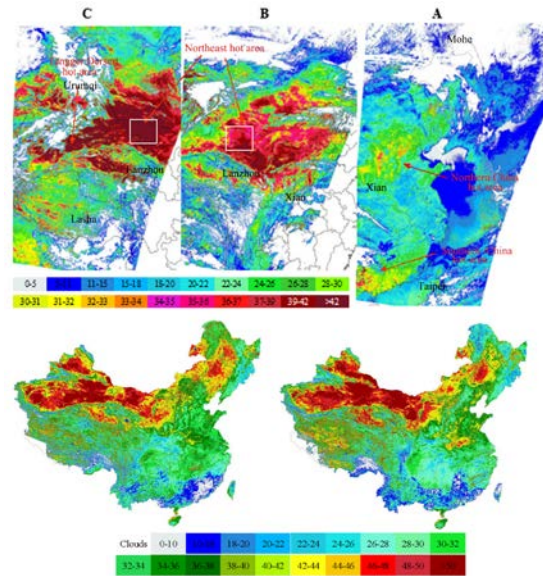 C B A
Northeast hot area
Mohe
hot area
Urumqi
Lanzhou
Lanzhou
Northern China
hot area
Xian
Xian
Lasha
Taipei
0-5 11-15 15-18 18-20 20-22 22-24 24-26 26-28 28-30
30-31 31-32 32-33 33-34 34-35 35-36 36-37 37-39 39-42 >42
Clouds 0-10 18-20 20-22 22-24 24-26 26-28 28-30 30-32
32-34 34-36 36-38 38-40 40-42 42-44 44-46 46-48 48-50